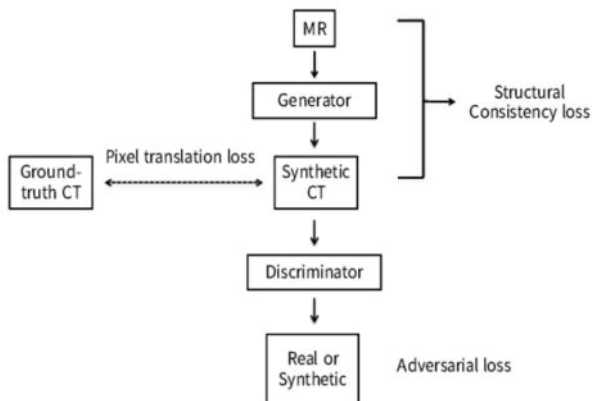 MR
Generator
Structural
Consistency loss
Pixel translation loss
Ground-
truth CT
Synthetic
CT
Discriminator
Real or
Synthetic
Adversarial loss